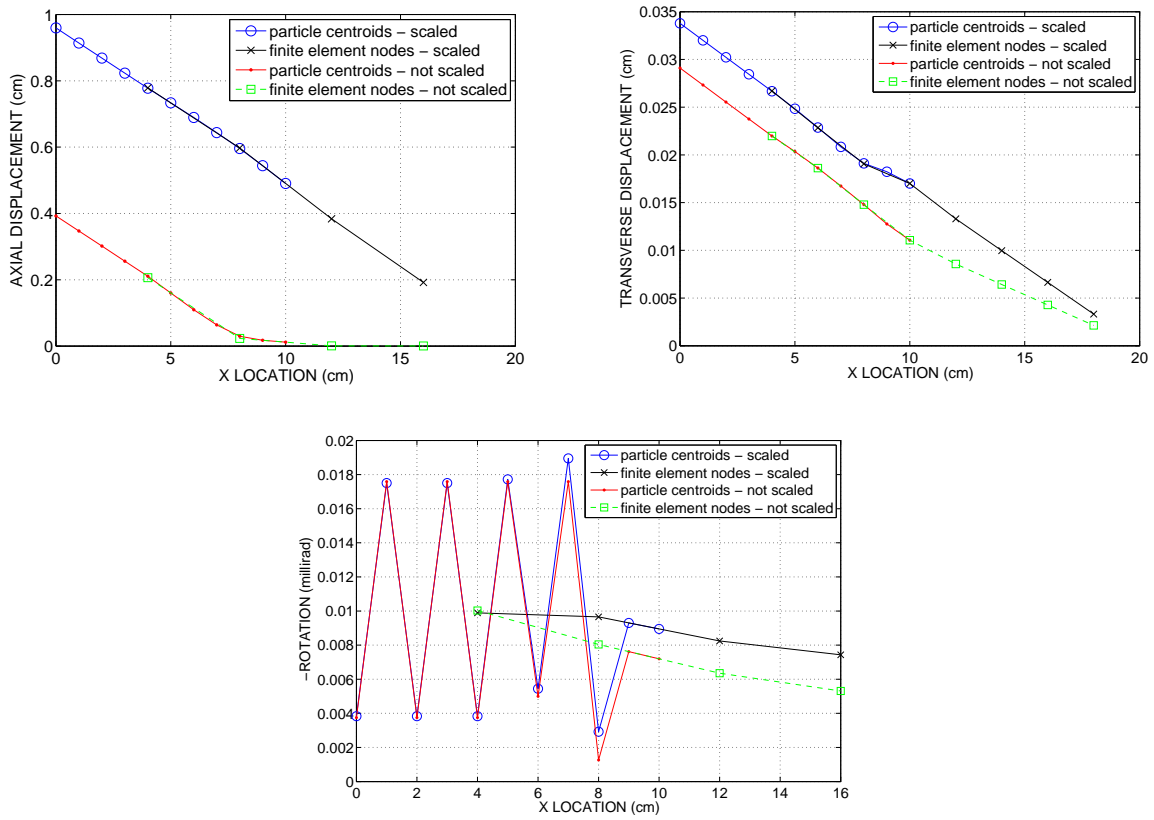 1
0.8
0.6
0.4
0.2
0
0
5
10
15
20
AXIAL DISPLACEMENT (cm)
X LOCATION (cm)
particle centroids − scaled
finite element nodes − scaled
particle centroids − not scaled
finite element nodes − not scaled
0.035
0.03
0.025
0.02
0.015
0.01
0.005
0
0
5
10
15
20
TRANSVERSE DISPLACEMENT (cm)
X LOCATION (cm)
particle centroids − scaled
finite element nodes − scaled
particle centroids − not scaled
finite element nodes − not scaled
0.02
0.018
0.016
0.014
0.012
0.01
0.008
0.006
0.004
0.002
0
0
2
4
6
8
10
12
14
16
−ROTATION (millirad)
X LOCATION (cm)
particle centroids − scaled
finite element nodes − scaled
particle centroids − not scaled
finite element nodes − not scaled